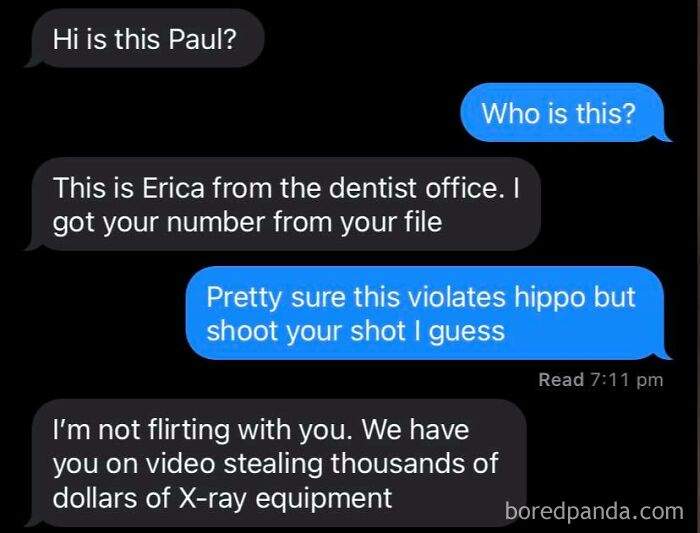 Hi is this Paul?
Who is this?
This is Erica from the dentist office. I
got your number from your file
Pretty sure this violates hippo but
shoot your shot I guess
Read 7:11 pm
I'm not flirting with you. We have
you on video stealing thousands of
dollars of X-ray equipment
boredpanda.com